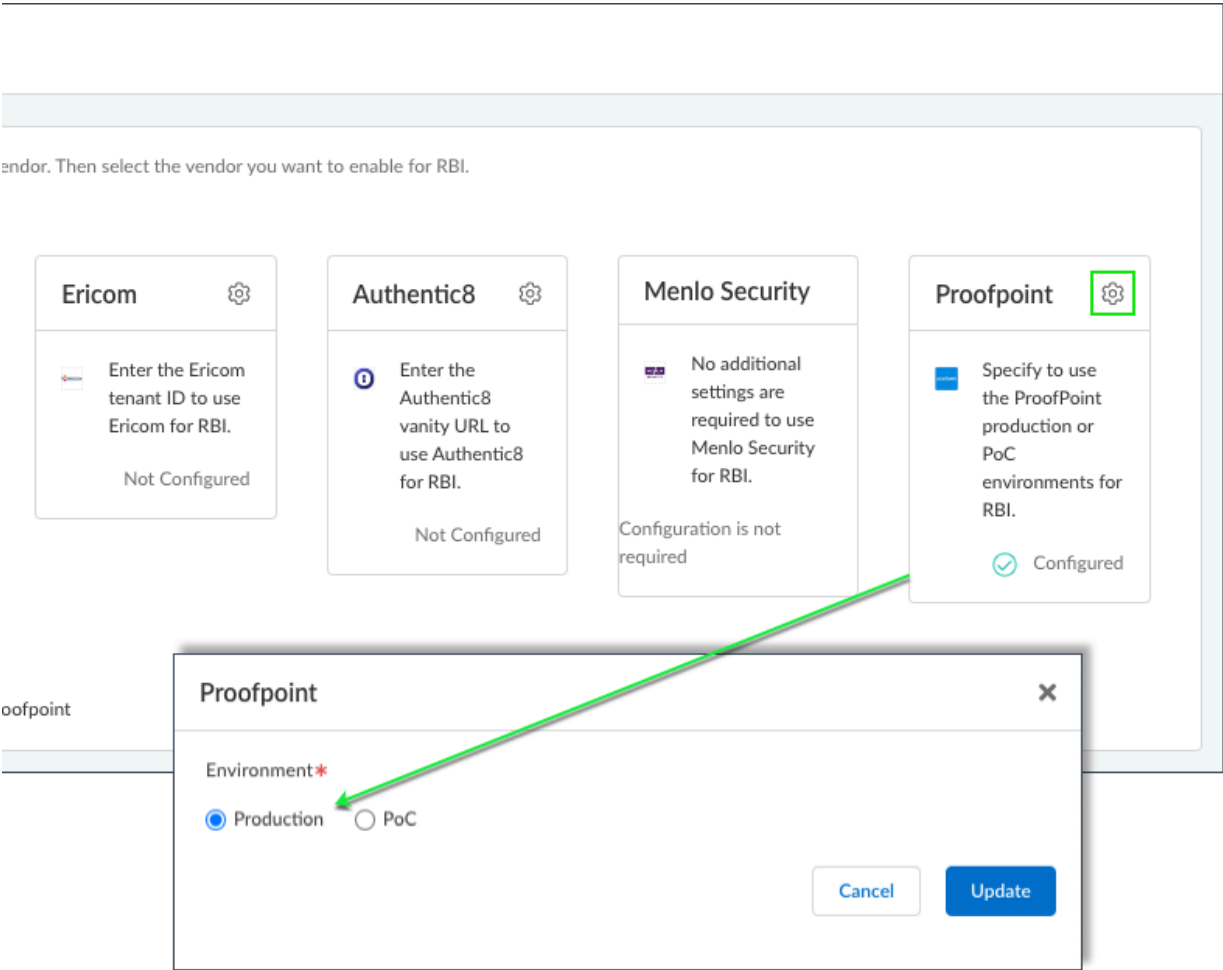 endor. Then select the vendor you want to enable for RBI.
Ericom
Enter the Ericom
tenant ID to use
Ericom for RBI.
Not Configured
Authentic8
Enter the
Authentic8
vanity URL to
use Authentic8
for RBI.
Not Configured
Menlo Security
No additional
settings are
required to use
Menlo Security
for RBI.
Configuration is not
required
Proofpoint
Specify to use
the ProofPoint
production or
PoC
environments for
RBI.
Configured
oofpoint
Proofpoint
Environment*
Production
PoC
Cancel
Update